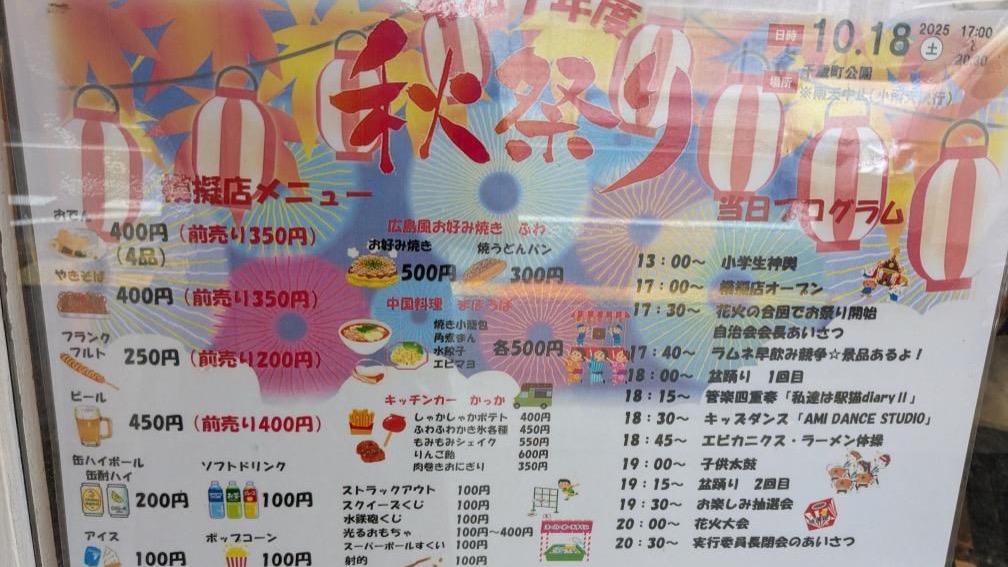 年度
秋祭り
日時 10.18 2025 土 17:00
～
20:30
場所 千歳町公園
※雨天中止(小雨決行)
模擬店メニュー
おでん
400円(前売り350円)
(4品)
やきそば
400円(前売り350円)
フランク
フルト
250円(前売り200円)
ビール
450円(前売り400円)
缶ハイボール
缶酎ハイ
200円
ソフトドリンク
100円
アイス
100円
ポップコーン
100円
広島風お好み焼き ふわ
お好み焼き 500円
焼うどんパン 300円
中国料理 まほろば
焼き小籠包
角煮まん
水餃子
エビマヨ
各500円
キッチンカー かっか
しゃかしゃかポテト 400円
ふわふわかき氷各種 450円
もみもみシェイク 550円
りんご飴 600円
肉巻きおにぎり 350円
ストラックアウト 100円
スクイーズくじ 100円
水鉄砲くじ 100円
光るおもちゃ 100円～400円
スーパーボールすくい 100円
射的 100円
当日プログラム
13：00～ 小学生神輿
17：00～ 模擬店オープン
17：30～ 花火の合図でお祭り開始
自治会会長あいさつ
17：40～ ラムネ早飲み競争☆景品あるよ！
18：00～ 盆踊り 1回目
18：15～ 管楽四重奏「私達は駅猫diaryⅡ」
18：30～ キッズダンス「AMI DANCE STUDIO」
18：45～ エビカニクス・ラーメン体操
19：00～ 子供太鼓
19：15～ 盆踊り 2回目
19：30～ お楽しみ抽選会
20：00～ 花火大会
20：30～ 実行委員長閉会のあいさつ